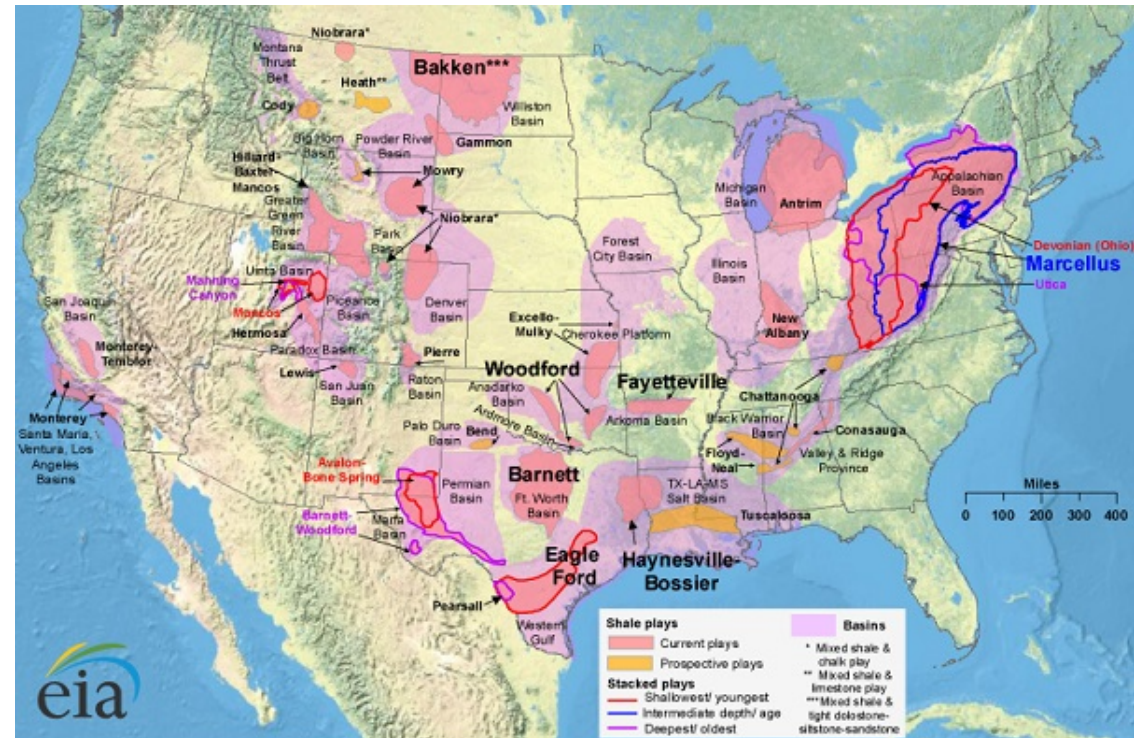 Niobrara*
Montana
Thrust
Belt
Bakken***
Heath**
Cody
Williston
Basin
Big Horn
Basin
Powder River
Basin
Gammon
Hilliard-
Baxter-
Mancos
Mowry
Greater
Green
River
Basin
Niobrara*
Park
Basin
Michigan
Basin
Antrim
Appalachian
Basin
Devonian (Ohio)
Marcellus
Utica
Forest
City Basin
Illinois
Basin
Uinta Basin
Manning
Canyon
Mancos
Piceance
Basin
Denver
Basin
San Joaquin
Basin
Hermosa
Excello-
Mulky
Cherokee Platform
New
Albany
Monterey-
Temblor
Paradox Basin
Pierre
Lewis
San Juan
Basin
Raton
Basin
Woodford
Anadarko
Basin
Fayetteville
Chattanooga
Ardmore Basin
Arkoma Basin
Black Warrior
Basin
Conasauga
Monterey
Santa Maria,
Ventura, Los
Angeles
Basins
Palo Duro
Basin
Bend
Floyd-
Neal
Valley & Ridge
Province
Avalon-
Bone Spring
Permian
Basin
Barnett
Ft. Worth
Basin
TX-LA-MS
Salt Basin
Tuscaloosa
Miles
0 100 200 300 400
Barnett-
Woodford
Marfa
Basin
Eagle
Ford
Haynesville-
Bossier
Pearsall
Western
Gulf
Shale plays
Current plays
Prospective plays
Stacked plays
Shallowest/ youngest
Intermediate depth/ age
Deepest/ oldest
Basins
* Mixed shale &
chalk play
** Mixed shale &
limestone play
***Mixed shale &
tight dolostone-
siltstone-sandstone
eia